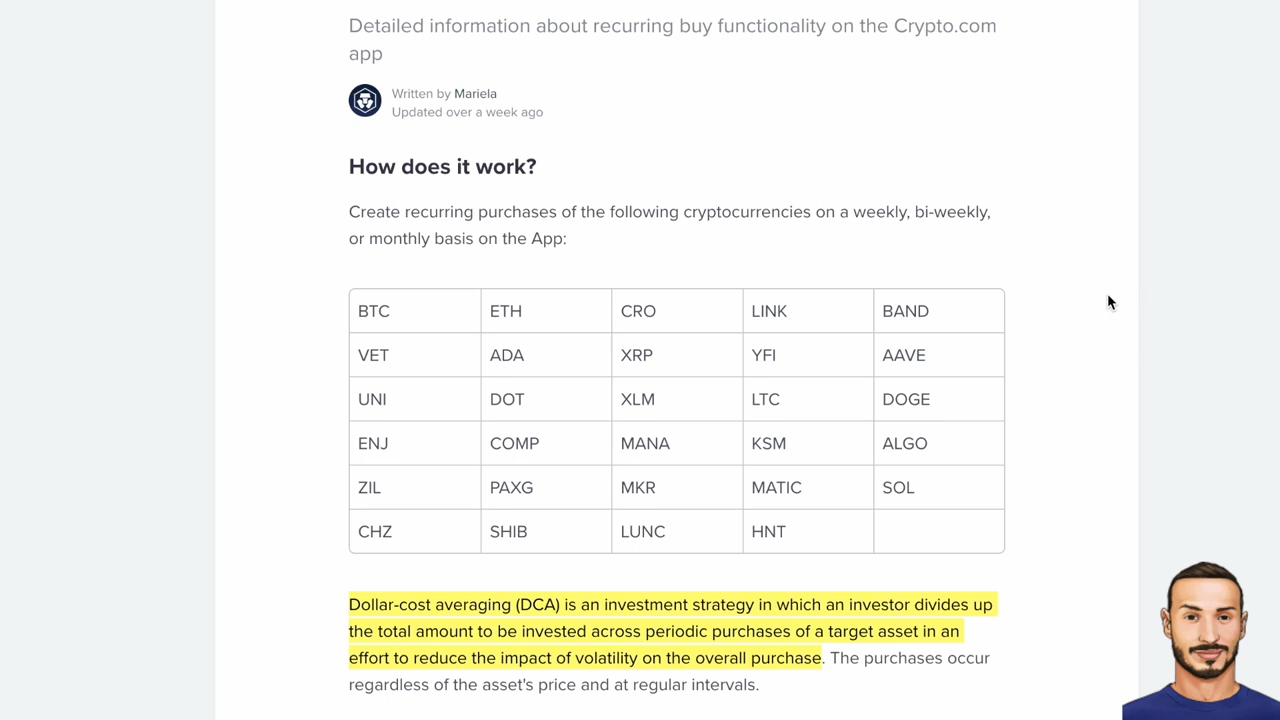 Detailed information about recurring buy functionality on the Crypto.com
app
Written by Mariela
Updated over a week ago
How does it work?
Create recurring purchases of the following cryptocurrencies on a weekly, bi-weekly,
or monthly basis on the App:
BTC ETH CRO LINK BAND
VET ADA XRP YFI AAVE
UNI DOT XLM LTC DOGE
ENJ COMP MANA KSM ALGO
ZIL PAXG MKR MATIC SOL
CHZ SHIB LUNC HNT
Dollar-cost averaging (DCA) is an investment strategy in which an investor divides up
the total amount to be invested across periodic purchases of a target asset in an
effort to reduce the impact of volatility on the overall purchase. The purchases occur
regardless of the asset's price and at regular intervals.